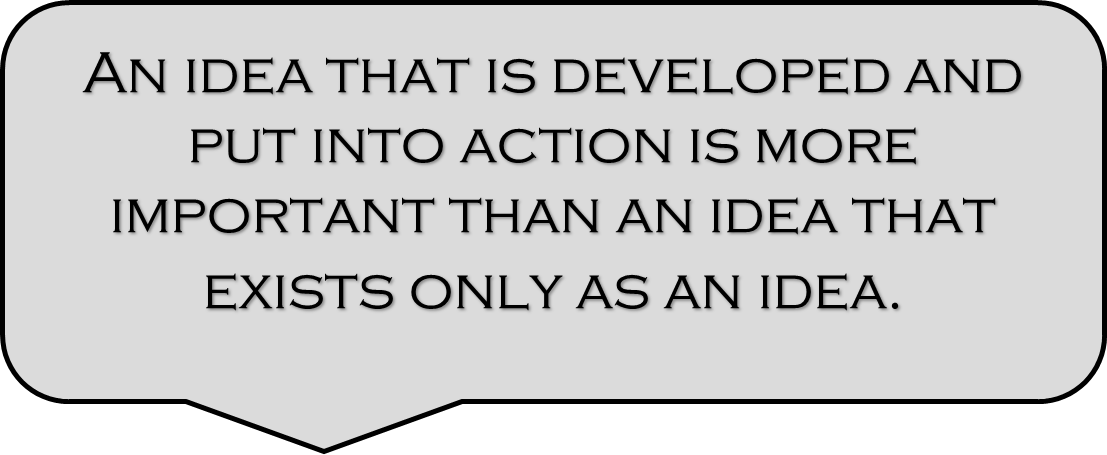 An idea that is developed and
put into action is more
important than an idea that
exists only as an idea.